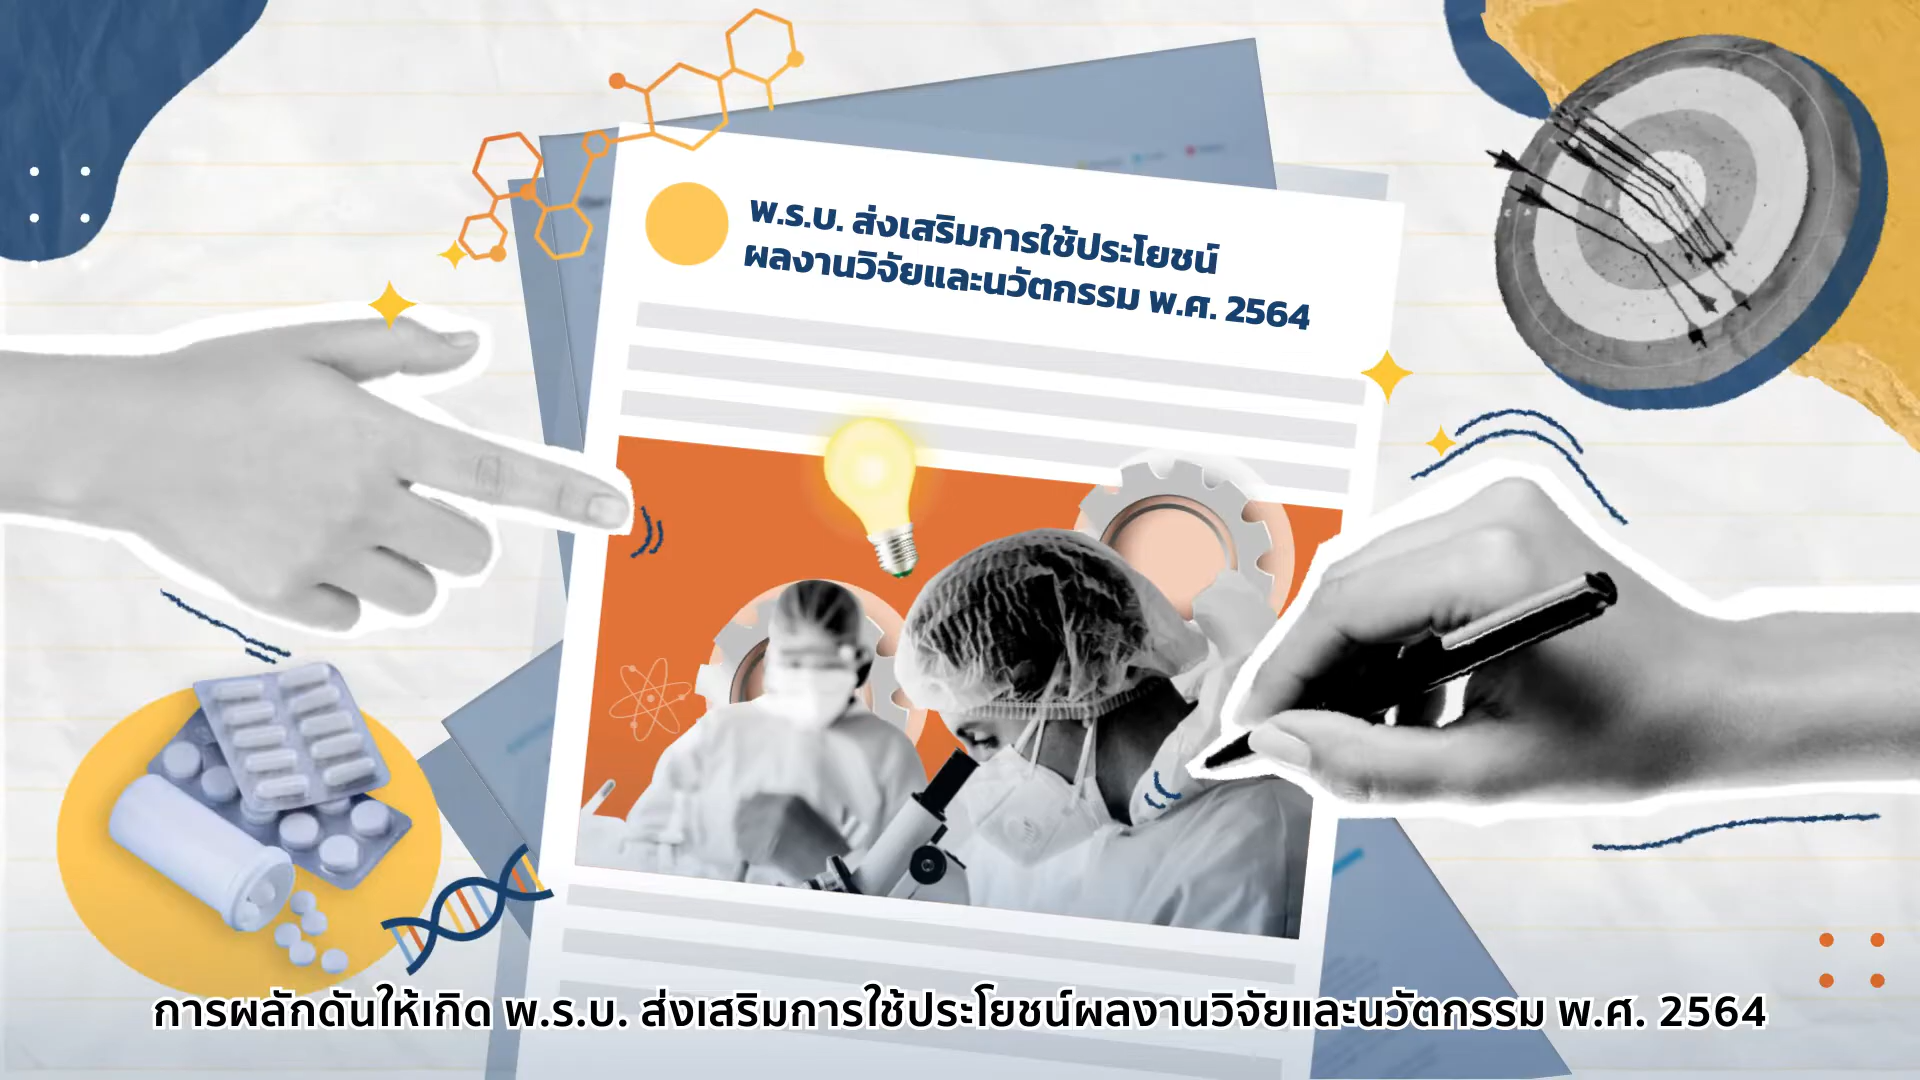 พ.ร.บ. ส่งเสริมการใช้ประโยชน์
ผลงานวิจัยและนวัตกรรม พ.ศ. 2564
การผลักดันให้เกิด พ.ร.บ. ส่งเสริมการใช้ประโยชน์ผลงานวิจัยและนวัตกรรม พ.ศ. 2564